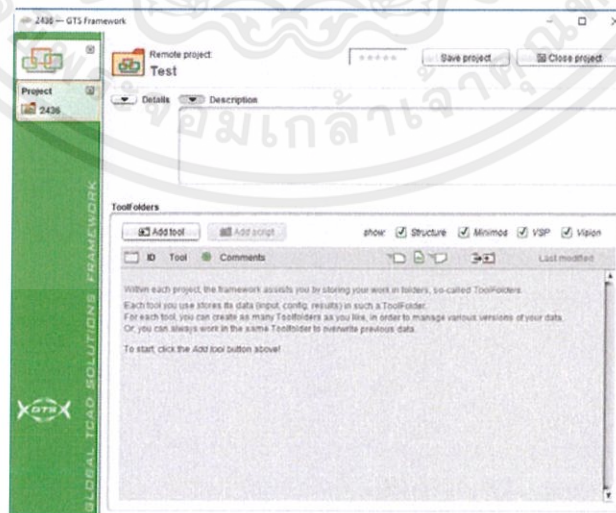 2436 — GTS Framework
Remote project:
Test
Save project
Close project
Project
2436
Details
Description
ToolFolders
Add tool
Add script
show:
Structure
Minimos
VSP
Vision
ID Tool Comments Last modified
Within each project, the framework assists you by storing your work in folders, so-called ToolFolders.
Each tool you use stores its data (input, config, results) in such a ToolFolder.
For each tool, you can create as many Toolfolders as you like, in order to manage various versions of your data.
Or, you can always work in the same Toolfolder to overwrite previous data.
To start, click the Add tool button above!
GTS
GLOBAL TCAD SOLUTIONS FRAMEWORK